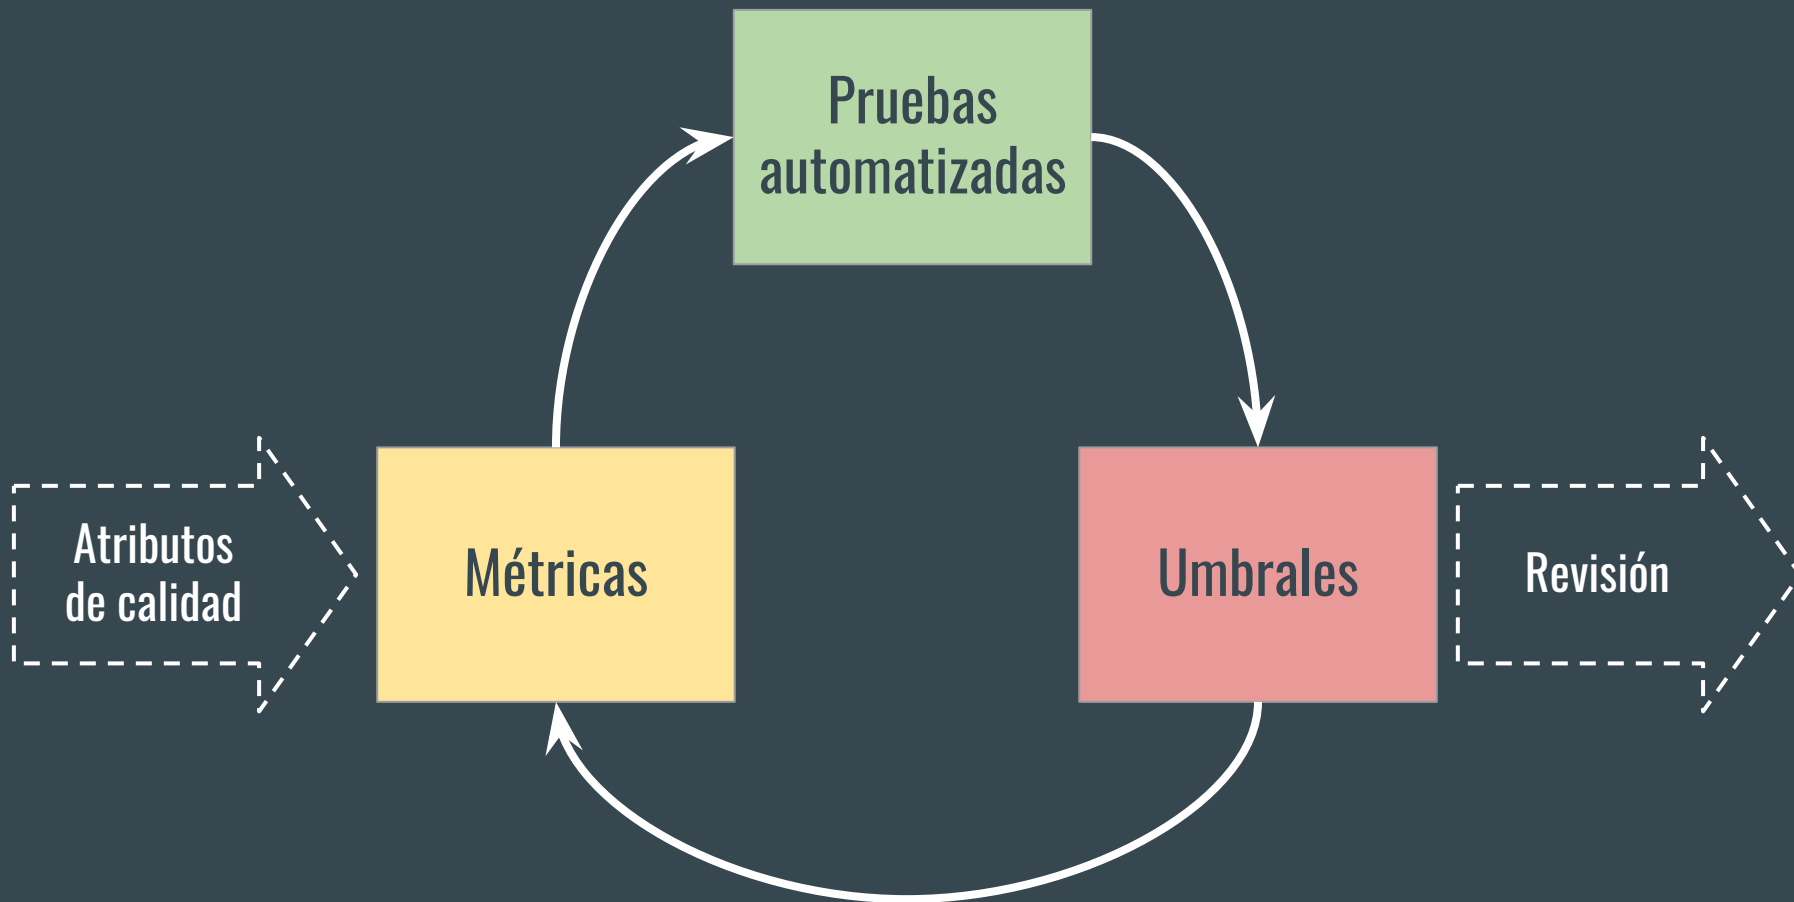 Pruebas
automatizadas
Atributos
de calidad
Métricas
Umbrales
Revisión